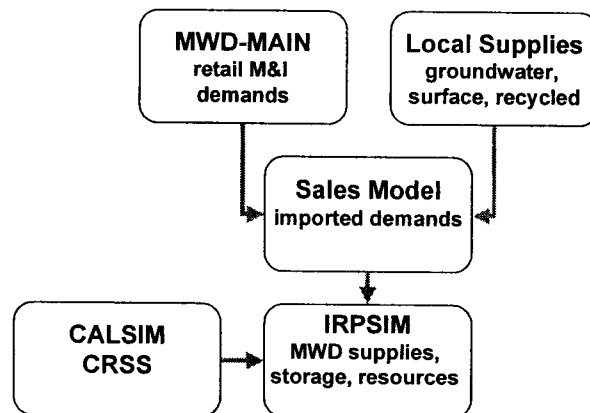 MWD-MAIN
retail M&I
demands
Local Supplies
groundwater,
surface, recycled
Sales Model
imported demands
CALSIM
CRSS
IRPSIM
MWD supplies,
storage, resources